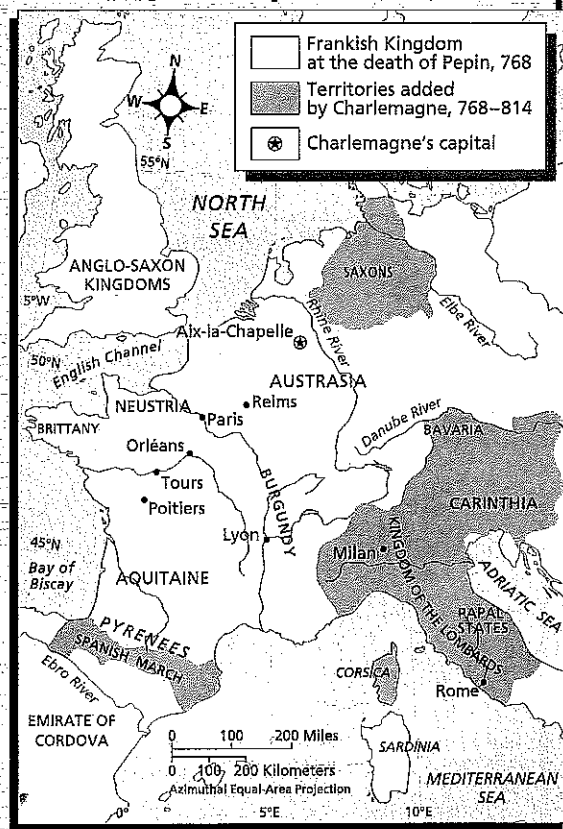 Frankish Kingdom
at the death of Pepin, 768
Territories added
by Charlemagne, 768–814
Charlemagne's capital
N
W
E
S
55°N
NORTH
SEA
ANGLO-SAXON
KINGDOMS
SAXONS
5°W
Rhine River
Elbe River
Aix-la-Chapelle
50°N
English Channel
AUSTRASIA
NEUSTRIA
Reims
Paris
BRITTANY
Danube River
BAVARIA
Orléans
Tours
BURGUNDY
Poitiers
CARINTHIA
Lyon
45°N
Milan
Bay of
Biscay
KINGDOM OF THE LOMBARDS
AQUITAINE
ADRIATIC SEA
PAPAL
STATES
PYRENEES
SPANISH MARCH
CORSICA
Rome
Ebro River
EMIRATE OF
CORDOVA
0 100 200 Miles
0 100 200 Kilometers
Azimuthal Equal-Area Projection
SARDINIA
MEDITERRANEAN
SEA
0°
5°E
10°E